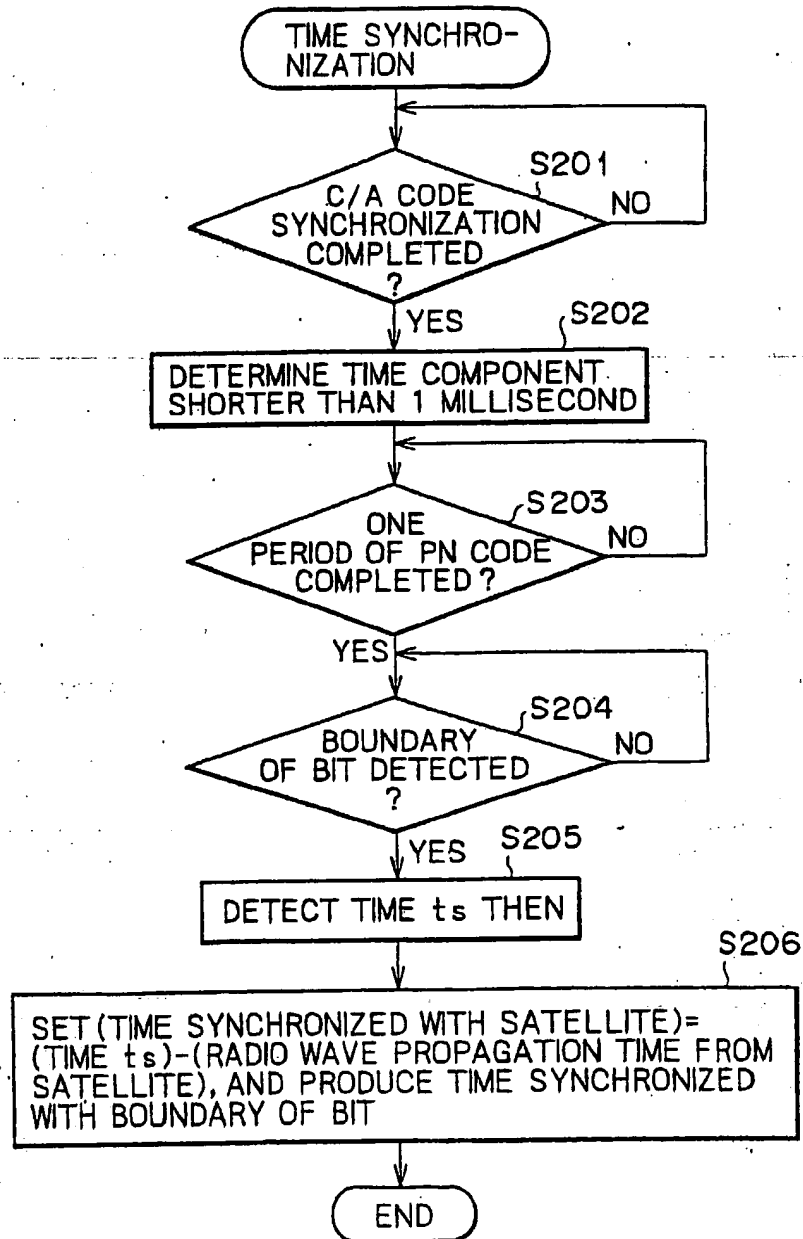 TIME SYNCHRO-
NIZATION
S201
C/A CODE
SYNCHRONIZATION
COMPLETED
?
NO
YES
S202
DETERMINE TIME COMPONENT
SHORTER THAN 1 MILLISECOND
S203
ONE
PERIOD OF PN CODE
COMPLETED?
NO
YES
S204
BOUNDARY
OF BIT DETECTED
?
NO
YES
S205
DETECT TIME ts THEN
S206
SET (TIME SYNCHRONIZED WITH SATELLITE)=
(TIME ts)-(RADIO WAVE PROPAGATION TIME FROM
SATELLITE), AND PRODUCE TIME SYNCHRONIZED
WITH BOUNDARY OF BIT
END